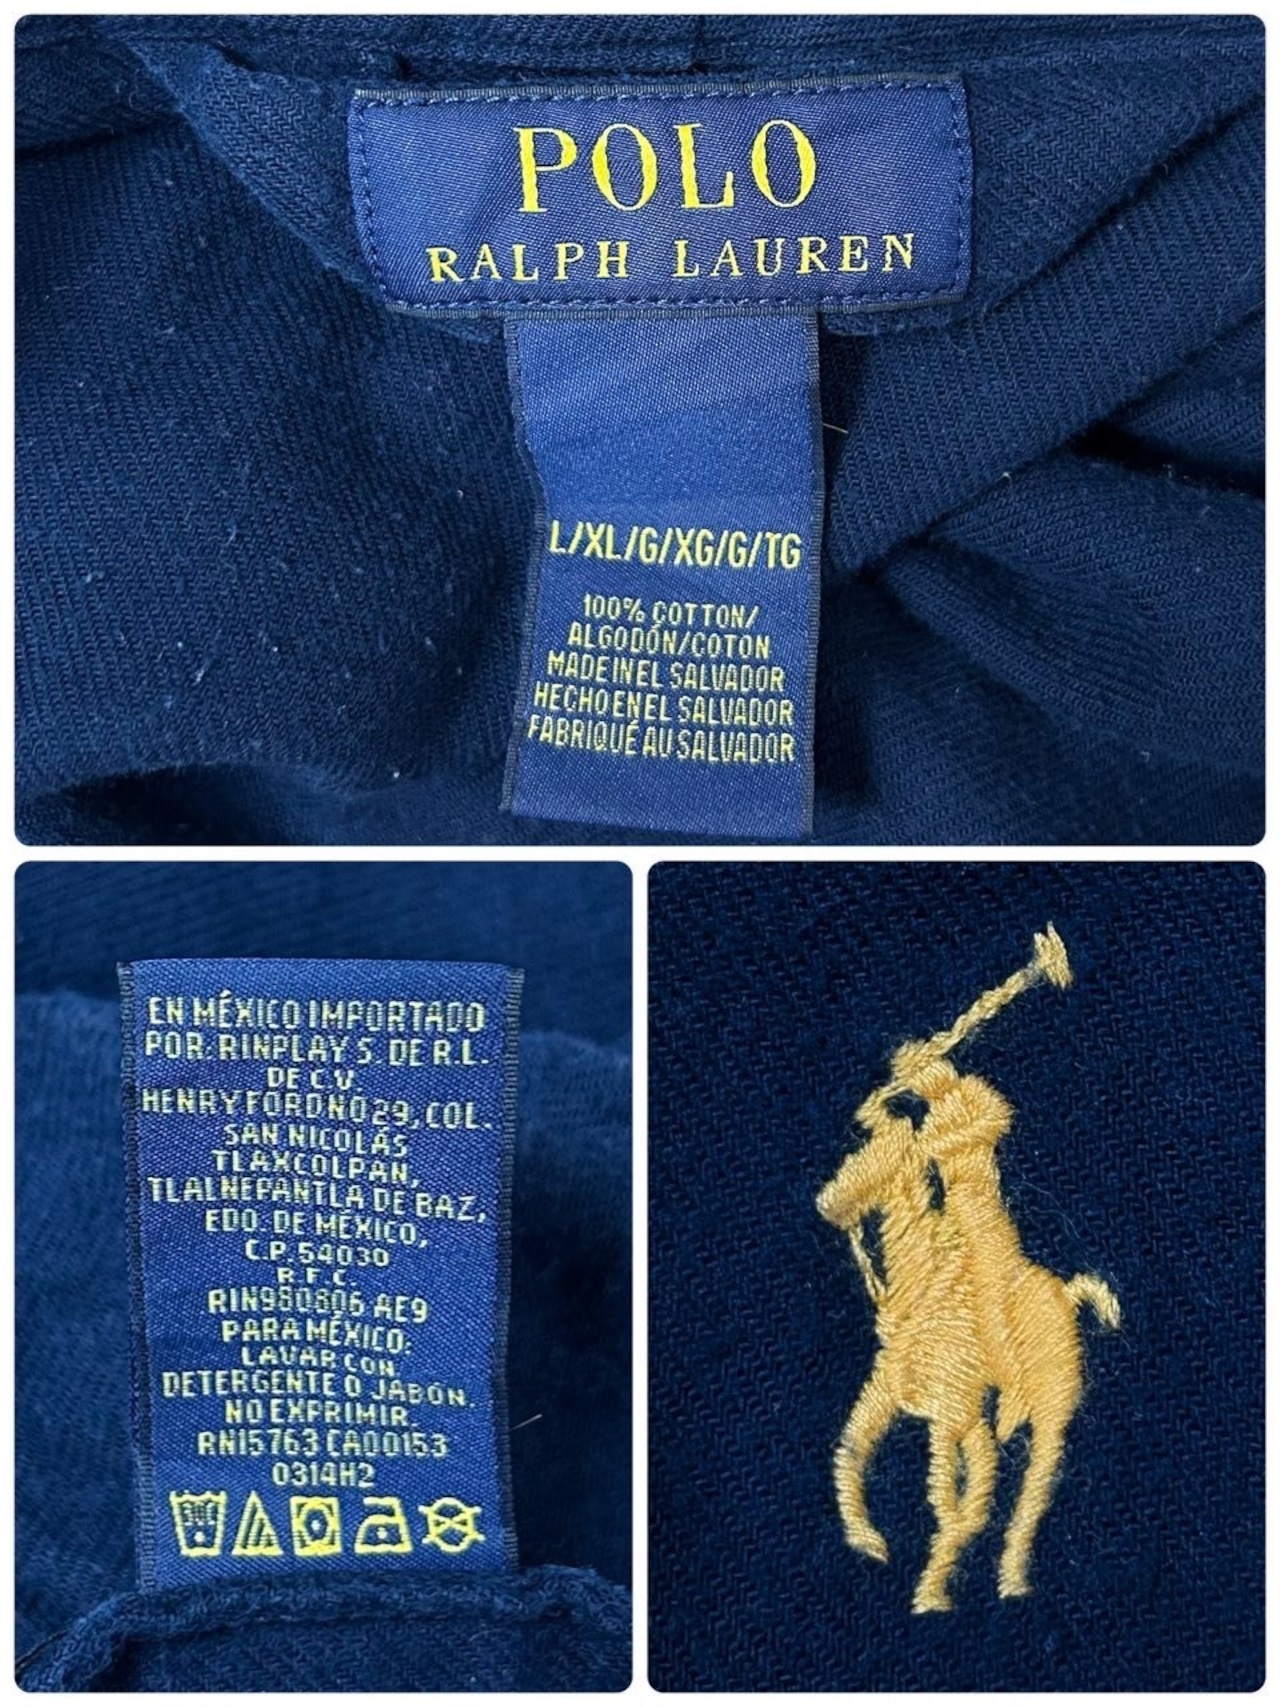 POLO
RALPH LAUREN
L/XL/G/XG/G/TG
100% COTTON/
ALGODÓN/COTON
MADE IN EL SALVADOR
HECHO EN EL SALVADOR
FABRIQUÉ AU SALVADOR
EN MÉXICO IMPORTADO
POR: RINPLAY S DE R.L.
DE C.V.
HENRY FORD NO 29, COL.
SAN NICOLÁS
TLAXCOLPAN,
TLALNEPANTLA DE BAZ,
EDO. DE MÉXICO,
C.P. 54030
R.F.C.
RIN980806 AE9
PARA MÉXICO:
LAVAR CON
DETERGENTE O JABÓN.
NO EXPRIMIR.
RN15763 CA00153
0314H2